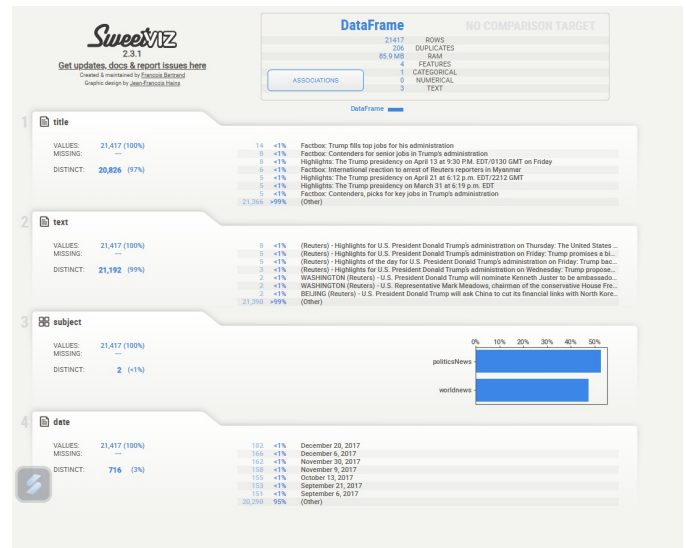 SweetVIZ
2.3.1
Get updates, docs & report issues here
Created & maintained by Francois Bertrand
Graphic design by Jean-Francois Hains
DataFrame
NO COMPARISON TARGET
21417 ROWS
206 DUPLICATES
85.9 MB RAM
4 FEATURES
1 CATEGORICAL
0 NUMERICAL
3 TEXT
ASSOCIATIONS
DataFrame
1 title
VALUES: 21,417 (100%)
MISSING: ---
DISTINCT: 20,826 (97%)
14 <1% Factbox: Trump fills top jobs for his administration
8 <1% Factbox: Contenders for senior jobs in Trump's administration
8 <1% Highlights: The Trump presidency on April 13 at 9:30 P.M. EDT/0130 GMT on Friday
6 <1% Factbox: International reaction to arrest of Reuters reporters in Myanmar
5 <1% Highlights: The Trump presidency on April 21 at 6:12 p.m. EDT/2212 GMT
5 <1% Highlights: The Trump presidency on March 31 at 6:19 p.m. EDT
5 <1% Factbox: Contenders, picks for key jobs in Trump's administration
21,366 >99% (Other)
2 text
VALUES: 21,417 (100%)
MISSING: ---
DISTINCT: 21,192 (99%)
8 <1% (Reuters) - Highlights for U.S. President Donald Trump's administration on Thursday: The United States ...
5 <1% (Reuters) - Highlights for U.S. President Donald Trump's administration on Friday: Trump promises a bi...
5 <1% (Reuters) - Highlights of the day for U.S. President Donald Trump's administration on Friday: Trump bac...
3 <1% (Reuters) - Highlights for U.S. President Donald Trump's administration on Wednesday: Trump propose...
2 <1% WASHINGTON (Reuters) - U.S. President Donald Trump will nominate Kenneth Juster to be ambassado...
2 <1% WASHINGTON (Reuters) - U.S. Representative Mark Meadows, chairman of the conservative House Fre...
2 <1% BEIJING (Reuters) - U.S. President Donald Trump will ask China to cut its financial links with North Kore...
21,390 >99% (Other)
3 subject
VALUES: 21,417 (100%)
MISSING: ---
DISTINCT: 2 (<1%)
0% 10% 20% 30% 40% 50%
politicsNews
worldnews
4 date
VALUES: 21,417 (100%)
MISSING: ---
DISTINCT: 716 (3%)
182 <1% December 20, 2017
166 <1% December 6, 2017
162 <1% November 30, 2017
158 <1% November 9, 2017
155 <1% October 13, 2017
153 <1% September 21, 2017
151 <1% September 6, 2017
20,290 95% (Other)